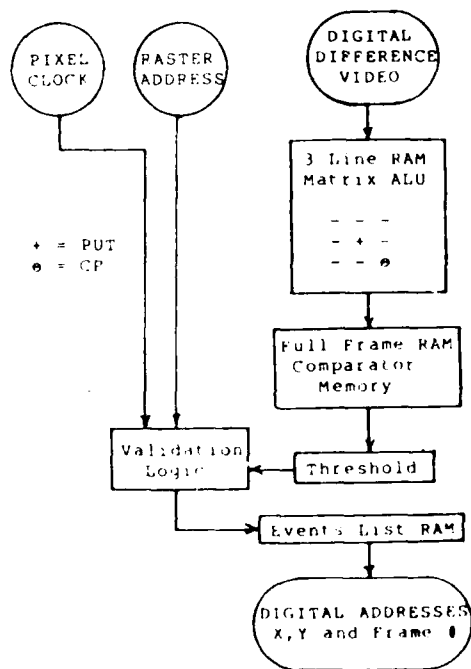 PIXEL
CLOCK
RASTER
ADDRESS
DIGITAL
DIFFERENCE
VIDEO
3 Line RAM
Matrix ALU
- - -
- + -
- - ⊕
+ = PUT
⊕ = CP
Full Frame RAM
Comparator
Memory
Validation
Logic
Threshold
Events List RAM
DIGITAL ADDRESSES
X,Y and Frame #